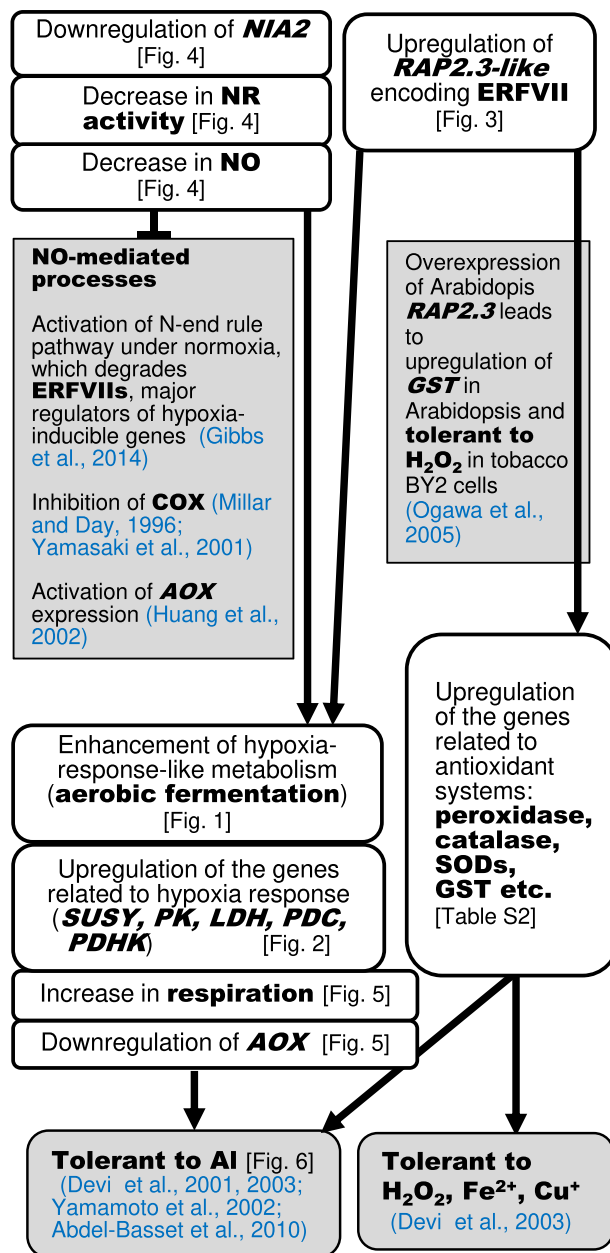 Downregulation of NIA2
[Fig. 4]
Decrease in NR
activity [Fig. 4]
Decrease in NO
[Fig. 4]
Upregulation of
RAP2.3-like
encoding ERFVII
[Fig. 3]
NO-mediated
processes
Activation of N-end rule
pathway under normoxia,
which degrades
ERFVIIs, major
regulators of hypoxia-
inducible genes (Gibbs
et al., 2014)
Inhibition of COX (Millar
and Day, 1996;
Yamasaki et al., 2001)
Activation of AOX
expression (Huang et al.,
2002)
Overexpression
of Arabidopis
RAP2.3 leads
to
upregulation of
GST in
Arabidopsis and
tolerant to
H₂O₂ in tobacco
BY2 cells
(Ogawa et al.,
2005)
Enhancement of hypoxia-
response-like metabolism
(aerobic fermentation)
[Fig. 1]
Upregulation of the genes
related to hypoxia response
(SUSY, PK, LDH, PDC,
PDHK) [Fig. 2]
Increase in respiration [Fig. 5]
Downregulation of AOX [Fig. 5]
Upregulation
of the genes
related to
antioxidant
systems:
peroxidase,
catalase,
SODs,
GST etc.
[Table S2]
Tolerant to Al [Fig. 6]
(Devi et al., 2001, 2003;
Yamamoto et al., 2002;
Abdel-Basset et al., 2010)
Tolerant to
H₂O₂, Fe²⁺, Cu⁺
(Devi et al., 2003)